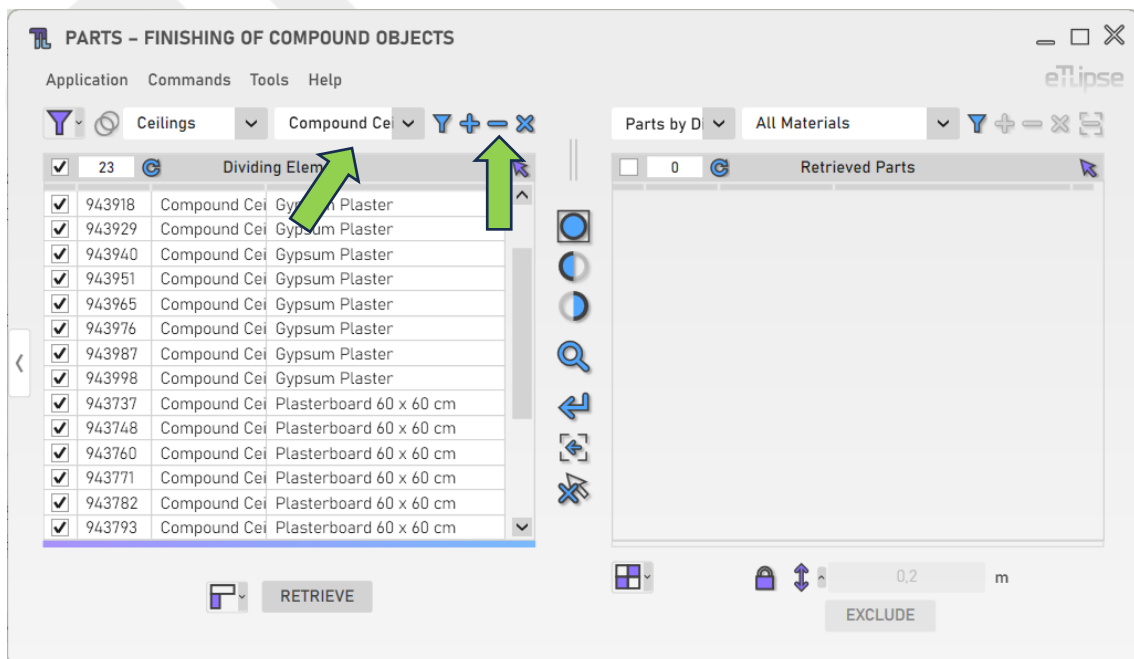 PARTS – FINISHING OF COMPOUND OBJECTS
Application Commands Tools Help
eTLipse
Ceilings Compound Cei
Parts by Di All Materials
23 Dividing Elem
0 Retrieved Parts
943918 Compound Cei Gypsum Plaster
943929 Compound Cei Gypsum Plaster
943940 Compound Cei Gypsum Plaster
943951 Compound Cei Gypsum Plaster
943965 Compound Cei Gypsum Plaster
943976 Compound Cei Gypsum Plaster
943987 Compound Cei Gypsum Plaster
943998 Compound Cei Gypsum Plaster
943737 Compound Cei Plasterboard 60 x 60 cm
943748 Compound Cei Plasterboard 60 x 60 cm
943760 Compound Cei Plasterboard 60 x 60 cm
943771 Compound Cei Plasterboard 60 x 60 cm
943782 Compound Cei Plasterboard 60 x 60 cm
943793 Compound Cei Plasterboard 60 x 60 cm
RETRIEVE
0,2 m
EXCLUDE